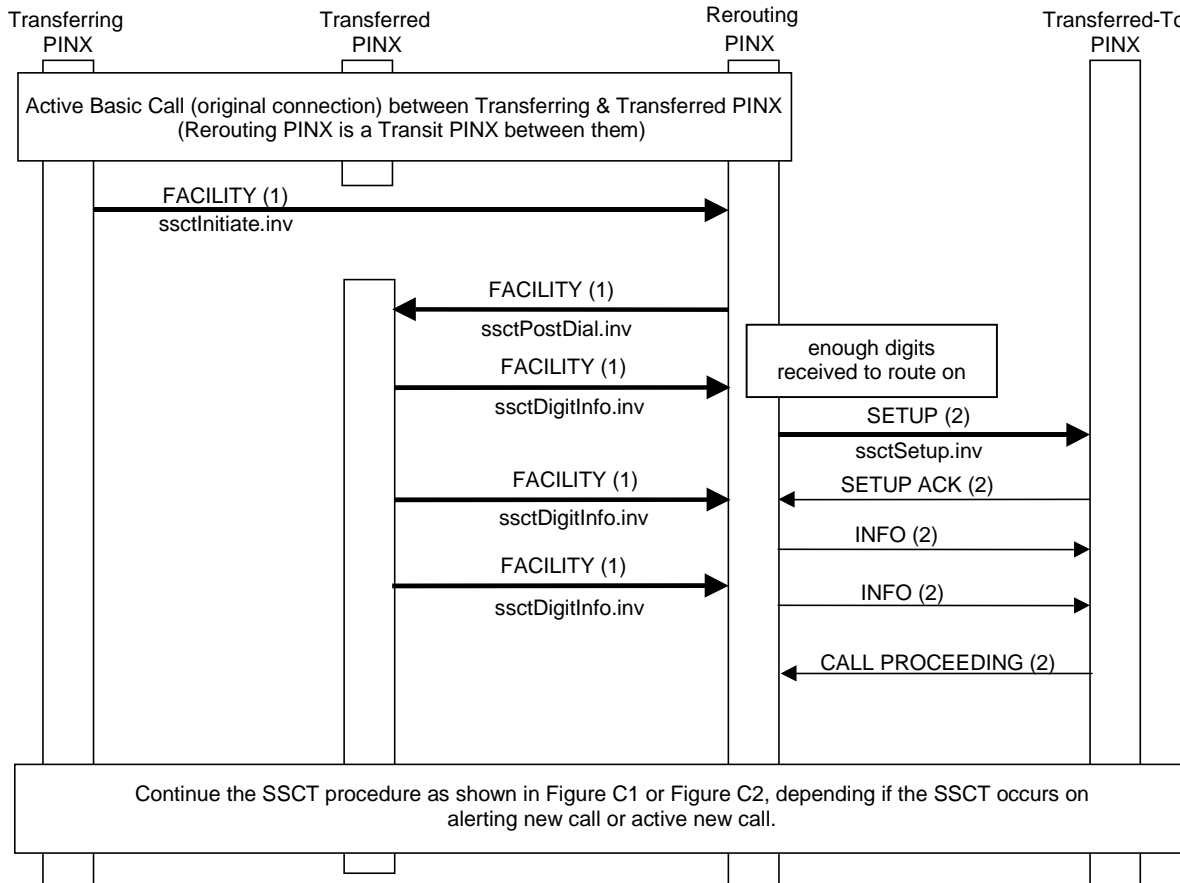 Transferring
PINX
Transferred
PINX
Rerouting
PINX
Transferred-To
PINX
Active Basic Call (original connection) between Transferring & Transferred PINX
(Rerouting PINX is a Transit PINX between them)
FACILITY (1)
ssctInitiate.inv
FACILITY (1)
ssctPostDial.inv
enough digits
received to route on
FACILITY (1)
ssctDigitInfo.inv
SETUP (2)
ssctSetup.inv
FACILITY (1)
ssctDigitInfo.inv
SETUP ACK (2)
INFO (2)
FACILITY (1)
ssctDigitInfo.inv
INFO (2)
CALL PROCEEDING (2)
Continue the SSCT procedure as shown in Figure C1 or Figure C2, depending if the SSCT occurs on
alerting new call or active new call.